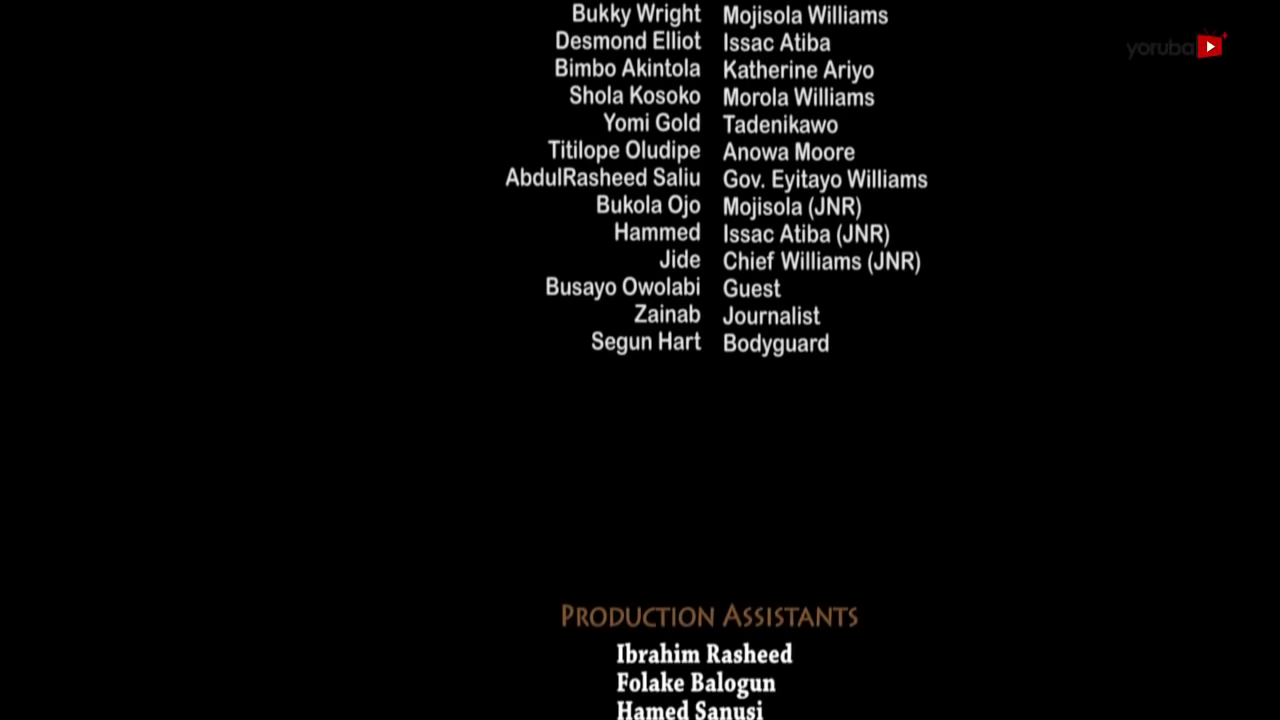 Bukky Wright Mojisola Williams
Desmond Elliot Issac Atiba
Bimbo Akintola Katherine Ariyo
Shola Kosoko Morola Williams
Yomi Gold Tadenikawo
Titilope Oludipe Anowa Moore
AbdulRasheed Saliu Gov. Eyitayo Williams
Bukola Ojo Mojisola (JNR)
Hammed Issac Atiba (JNR)
Jide Chief Williams (JNR)
Busayo Owolabi Guest
Zainab Journalist
Segun Hart Bodyguard
yoruba
PRODUCTION ASSISTANTS
Ibrahim Rasheed
Folake Balogun
Hamed Sanusi